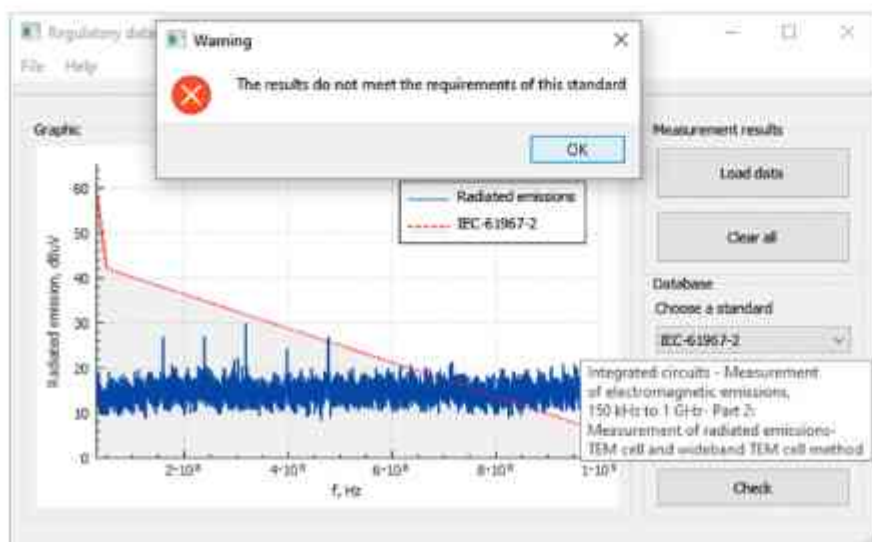 Regulatory data
Warning
File Help
The results do not meet the requirements of this standard
OK
Graphic
Measurement results
Load data
Clear all
Radiated emissions
IEC-61967-2
Database
Choose a standard
IEC-61967-2
Integrated circuits - Measurement
of electromagnetic emissions,
150 kHz to 1 GHz- Part 2:
Measurement of radiated emissions-
TEM cell and wideband TEM cell method
Check
Radiated emission, dBuV
60
50
40
30
20
10
0
2·10⁸
4·10⁸
6·10⁸
8·10⁸
1·10⁹
f, Hz